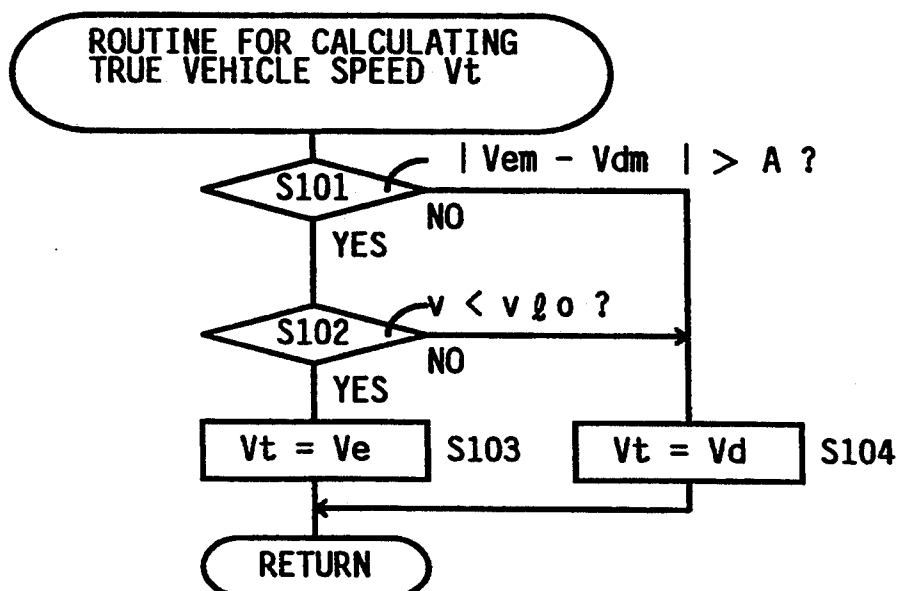 ROUTINE FOR CALCULATING
TRUE VEHICLE SPEED Vt
| Vem - Vdm | > A ?
S101
NO
YES
v < vℓo ?
S102
NO
YES
Vt = Ve
S103
Vt = Vd
S104
RETURN